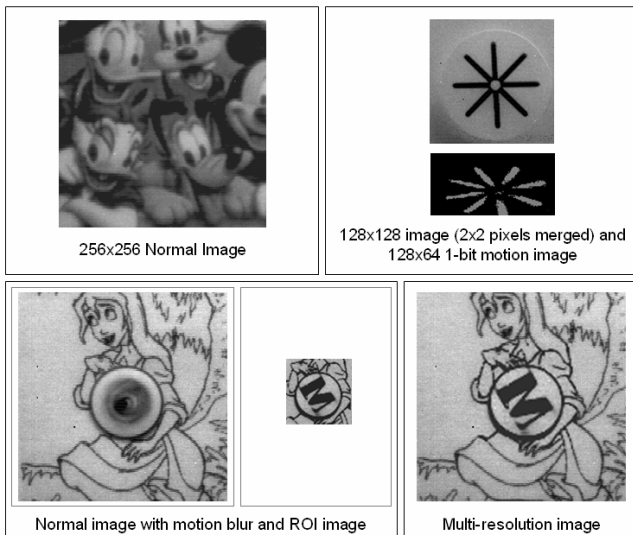 256x256 Normal Image
128x128 image (2x2 pixels merged) and
128x64 1-bit motion image
M
M
Normal image with motion blur and ROI image
Multi-resolution image